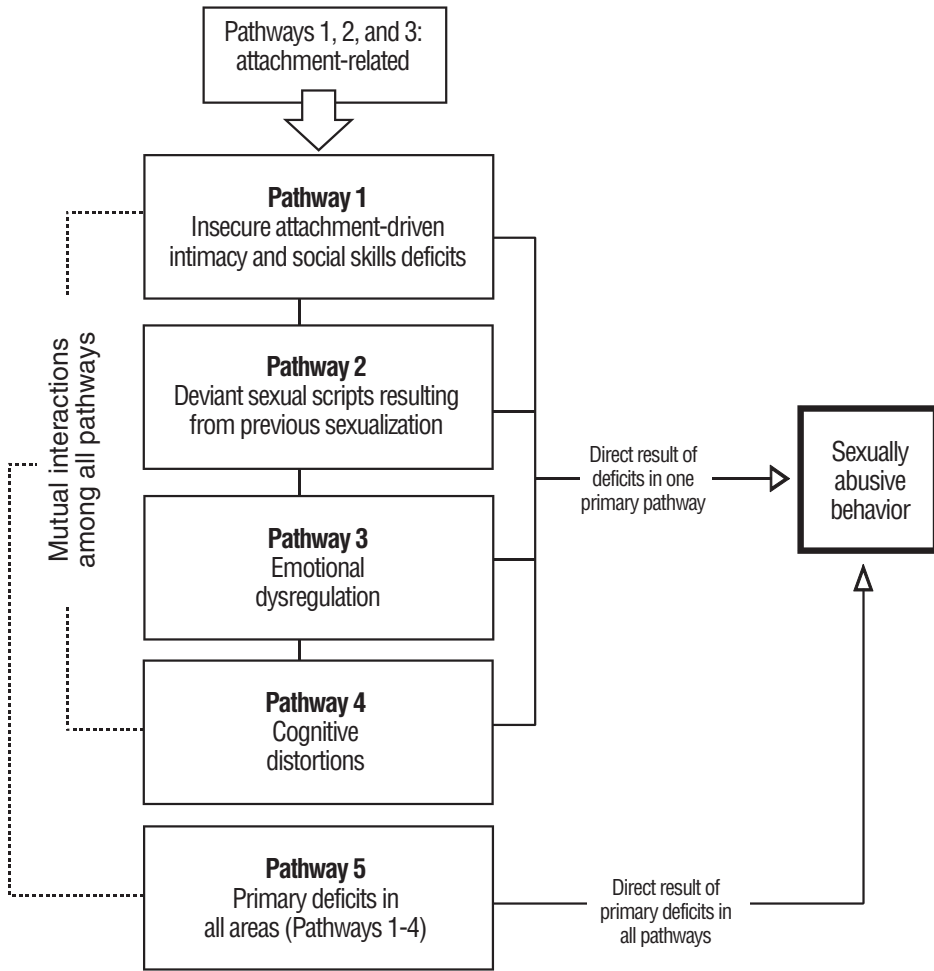 Pathways 1, 2, and 3:
attachment-related
Pathway 1
Insecure attachment-driven
intimacy and social skills deficits
Mutual interactions
among all pathways
Pathway 2
Deviant sexual scripts resulting
from previous sexualization
Pathway 3
Emotional
dysregulation
Pathway 4
Cognitive
distortions
Pathway 5
Primary deficits in
all areas (Pathways 1-4)
Direct result of
deficits in one
primary pathway
Direct result of
primary deficits in
all pathways
Sexually
abusive
behavior